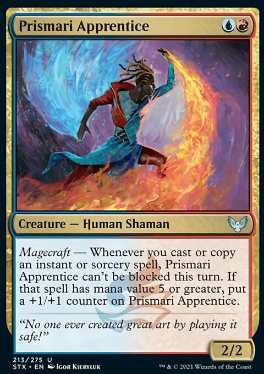 Prismari Apprentice
Creature — Human Shaman
Magecraft — Whenever you cast or copy
an instant or sorcery spell, Prismari
Apprentice can't be blocked this turn. If
that spell has mana value 5 or greater, put
a +1/+1 counter on Prismari Apprentice.
"No one ever created great art by playing
it safe!"
2/2
213/275 U
STX • EN Igor Kieryluk
™ & © 2021 Wizards of the Coast